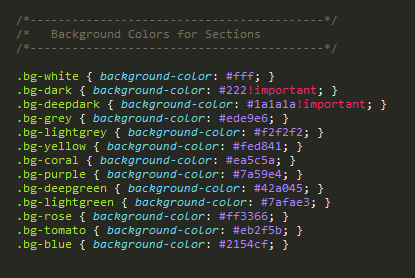 /*--------------------------------------*/
/*   Background Colors for Sections
/*--------------------------------------*/
.bg-white { background-color: #fff; }
.bg-dark { background-color: #222!important; }
.bg-deepdark { background-color: #1a1a1a!important; }
.bg-grey { background-color: #ede9e6; }
.bg-lightgrey { background-color: #f2f2f2; }
.bg-yellow { background-color: #fed841; }
.bg-coral { background-color: #ea5c5a; }
.bg-purple { background-color: #7a59e4; }
.bg-deepgreen { background-color: #42a045; }
.bg-lightgreen { background-color: #7afae3; }
.bg-rose { background-color: #ff3366; }
.bg-tomato { background-color: #eb2f5b; }
.bg-blue { background-color: #2154cf; }